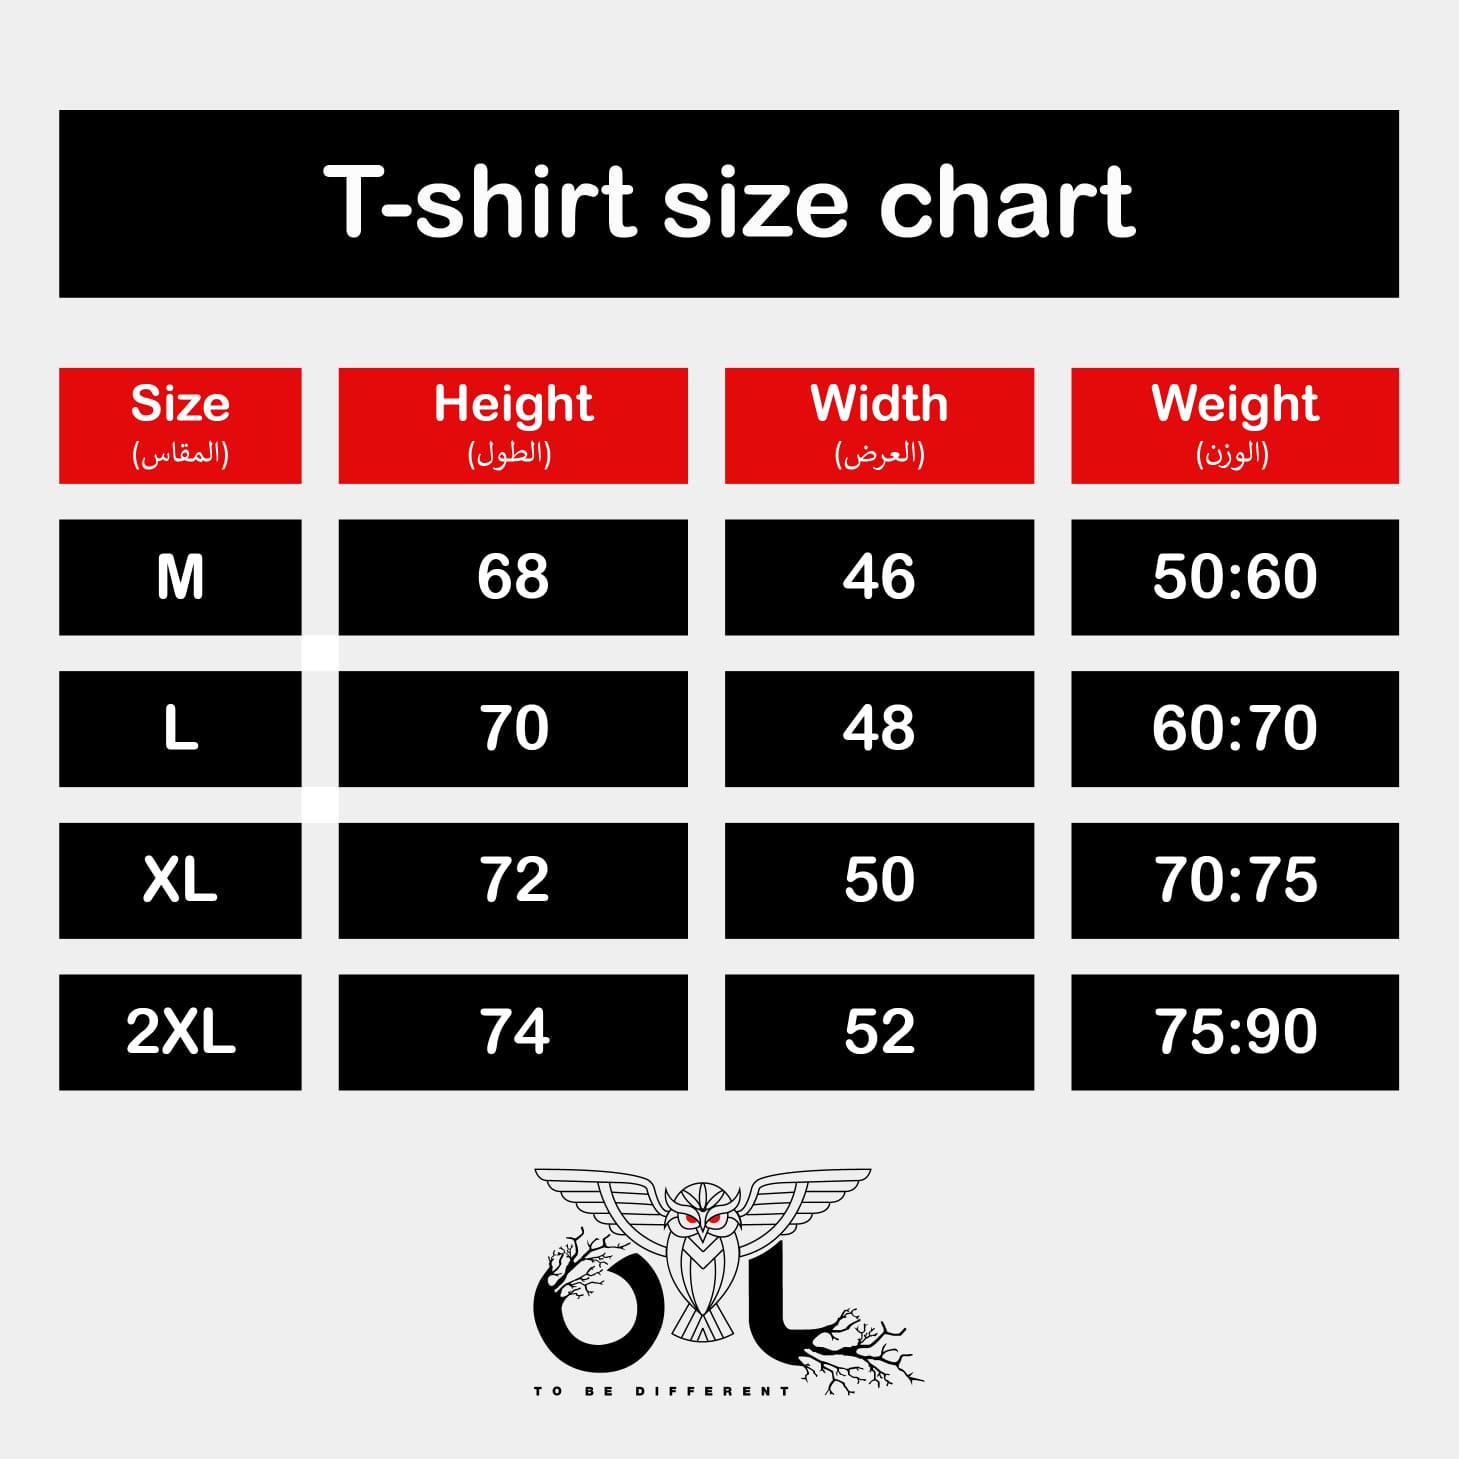 T-shirt size chart
Size Height Width Weight
(المقاس) (الطول) (العرض) (الوزن)
M 68 46 50:60
L 70 48 60:70
XL 72 50 70:75
2XL 74 52 75:90
OWL
TO BE DIFFERENT